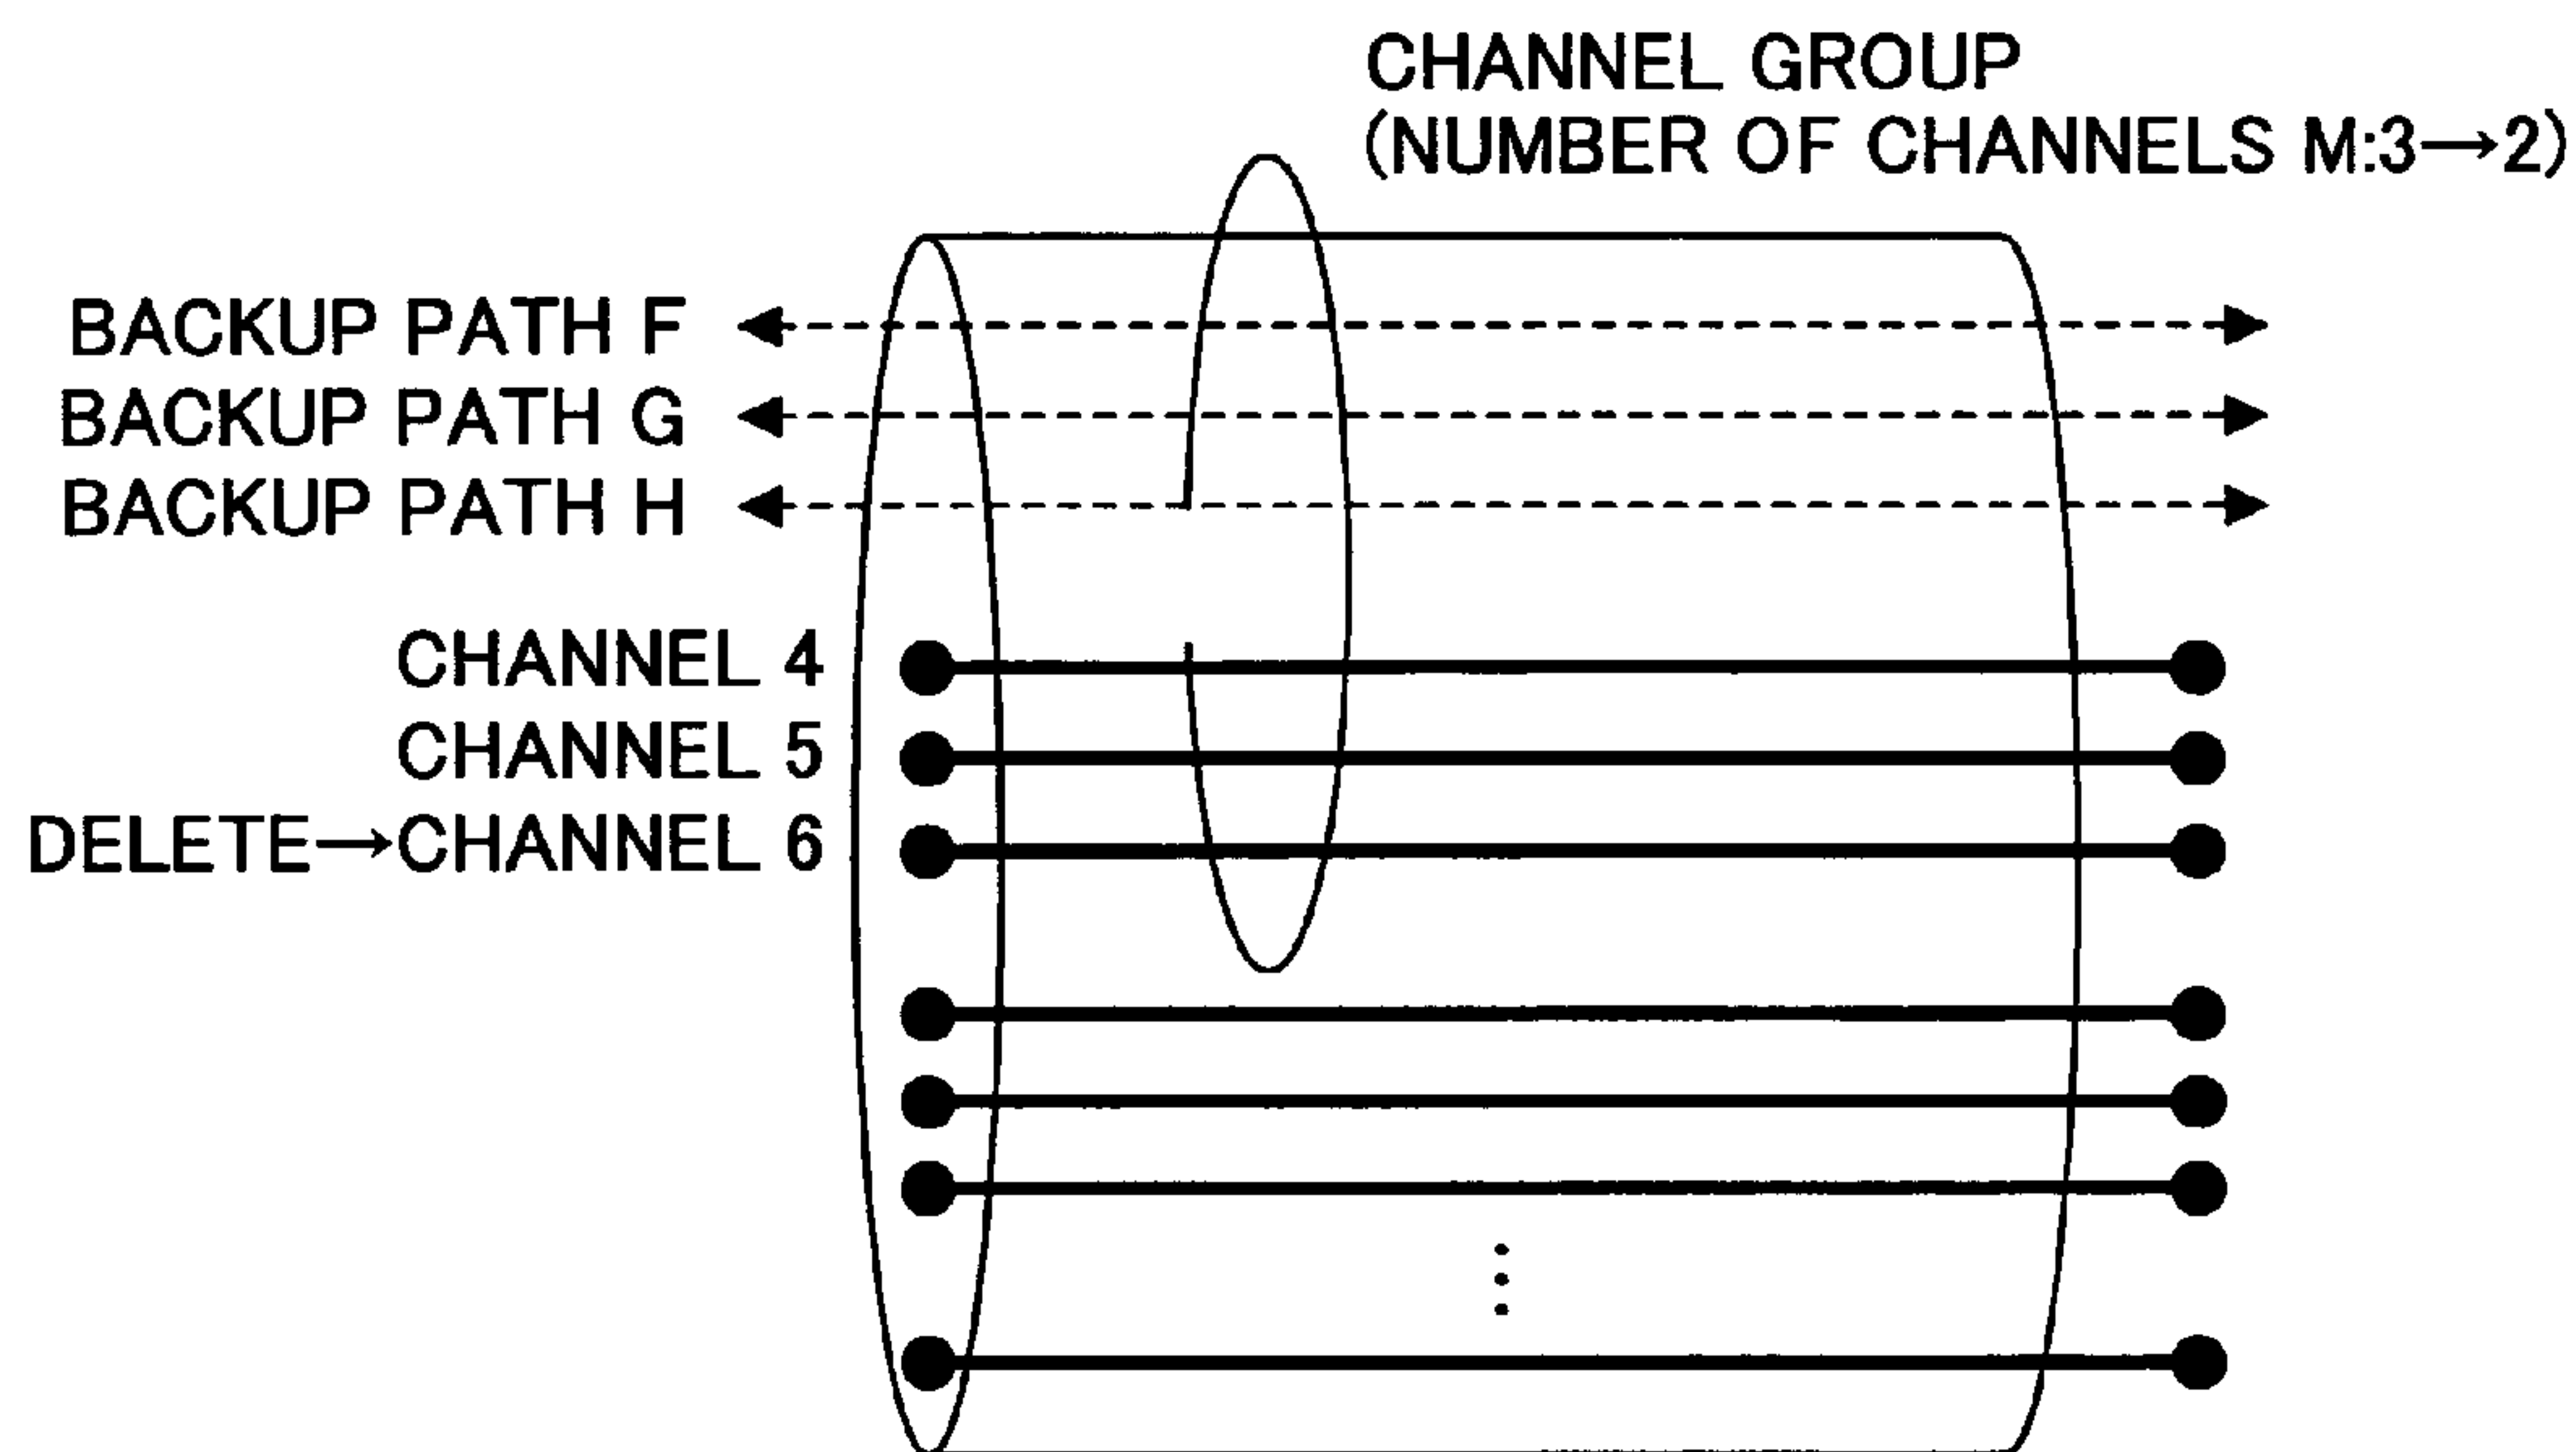 CHANNEL GROUP
(NUMBER OF CHANNELS M:3→2)
BACKUP PATH F
BACKUP PATH G
BACKUP PATH H
CHANNEL 4
CHANNEL 5
DELETE→CHANNEL 6